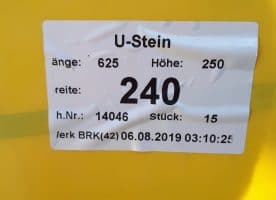 U-Stein
änge: 625 Höhe: 250
reite: 240
h.Nr.: 14046 Stück: 15
Werk BRK(42) 06.08.2019 03:10:25